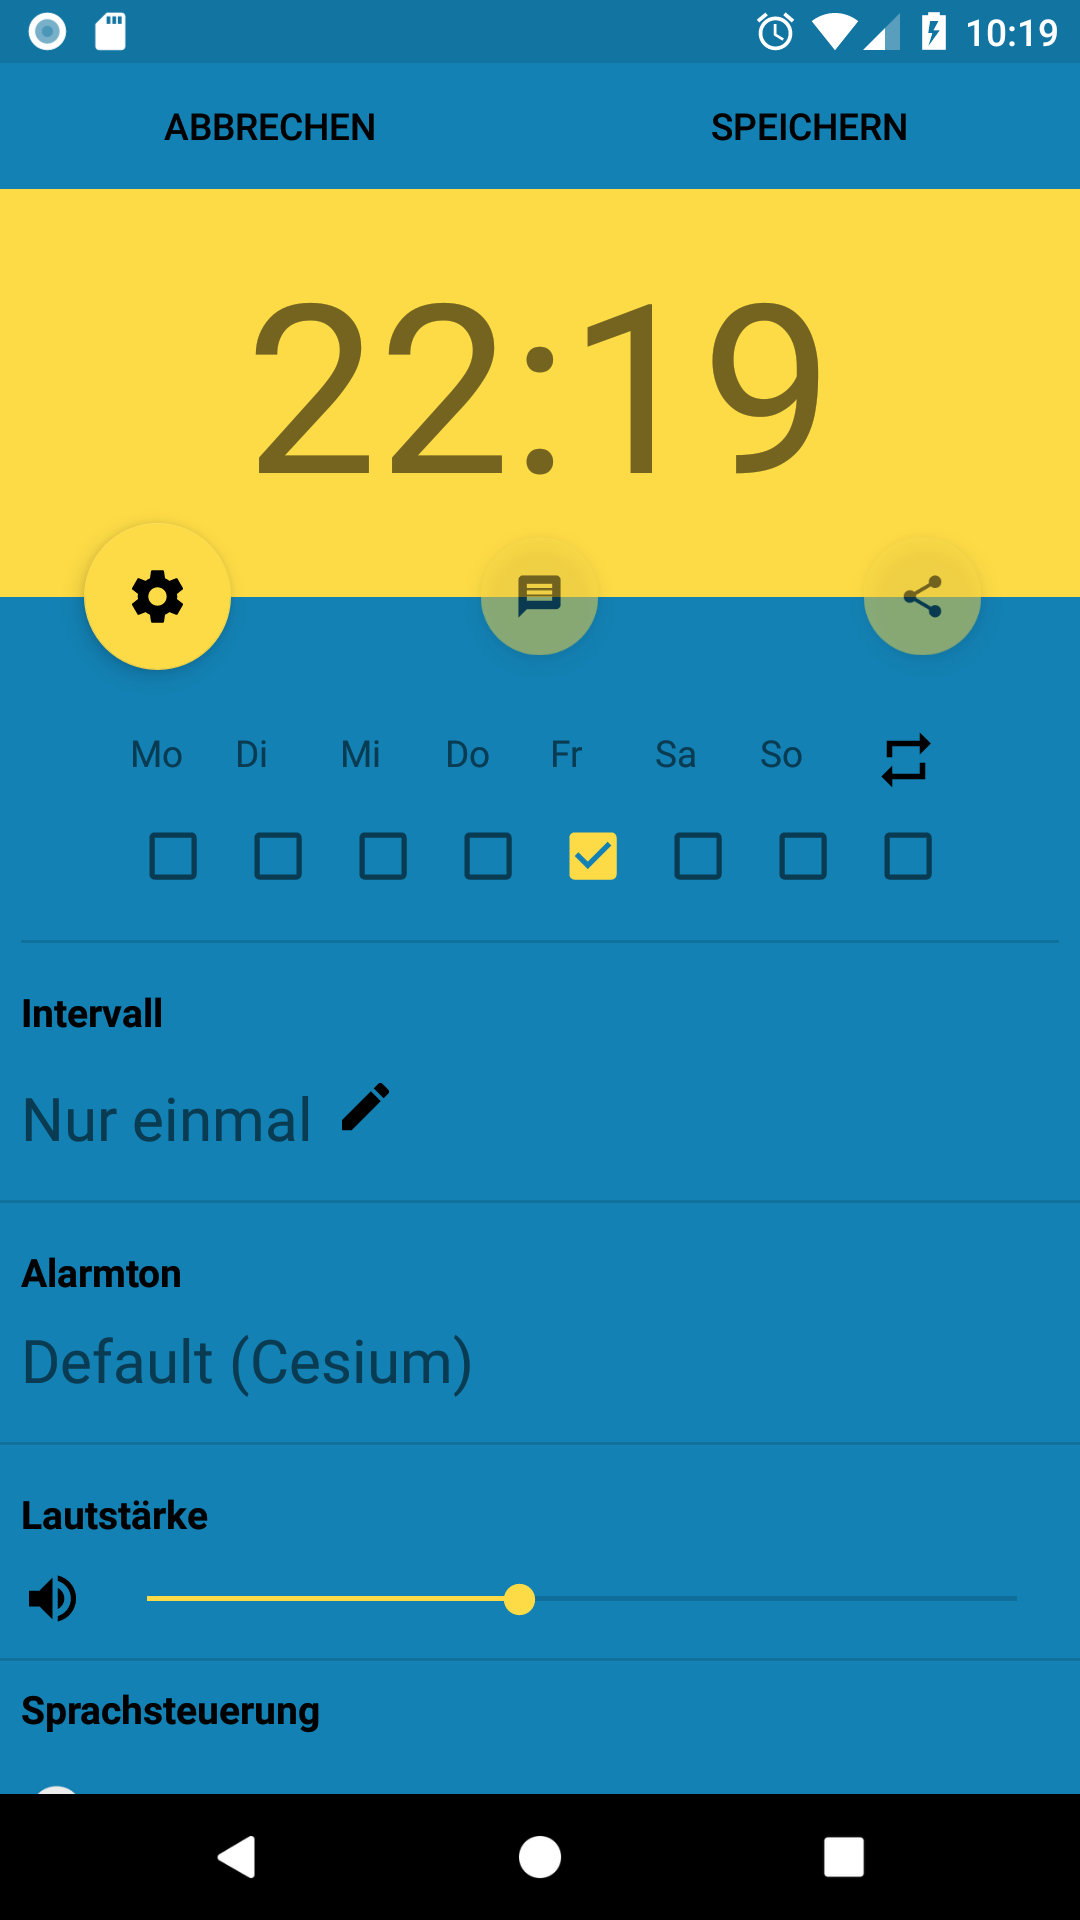 10:19
ABBRECHEN SPEICHERN
22:19
Mo Di Mi Do Fr Sa So
Intervall
Nur einmal
Alarmton
Default (Cesium)
Lautstärke
Sprachsteuerung